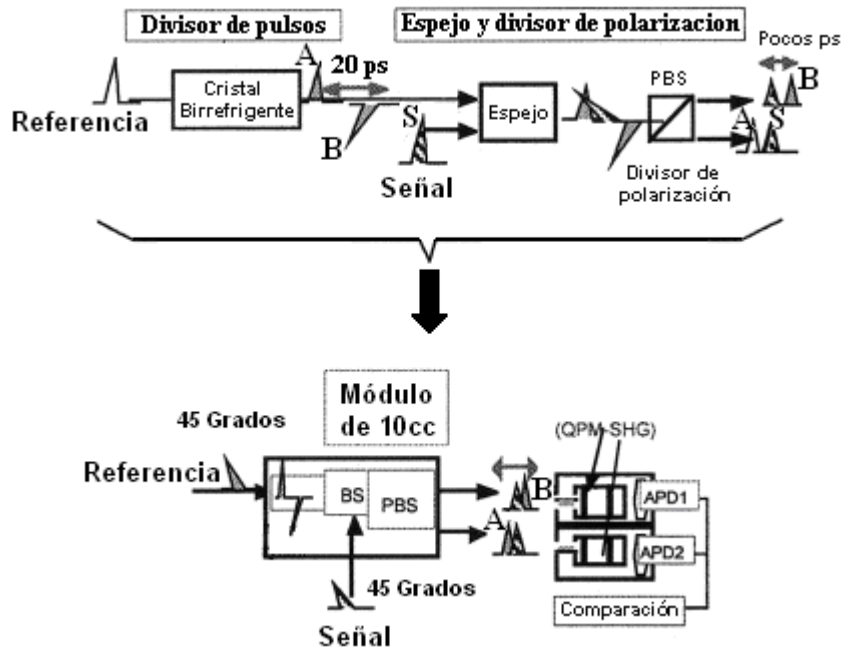 Divisor de pulsos
Espejo y divisor de polarizacion
Pocos ps
A
20 ps
PBS
B
Cristal
Birrefrigente
Espejo
Referencia
S
A
S
B
Señal
Divisor de
polarización
Módulo
de 10cc
45 Grados
(QPM-SHG)
Referencia
BS
PBS
B
APD1
A
APD2
45 Grados
Comparación
Señal